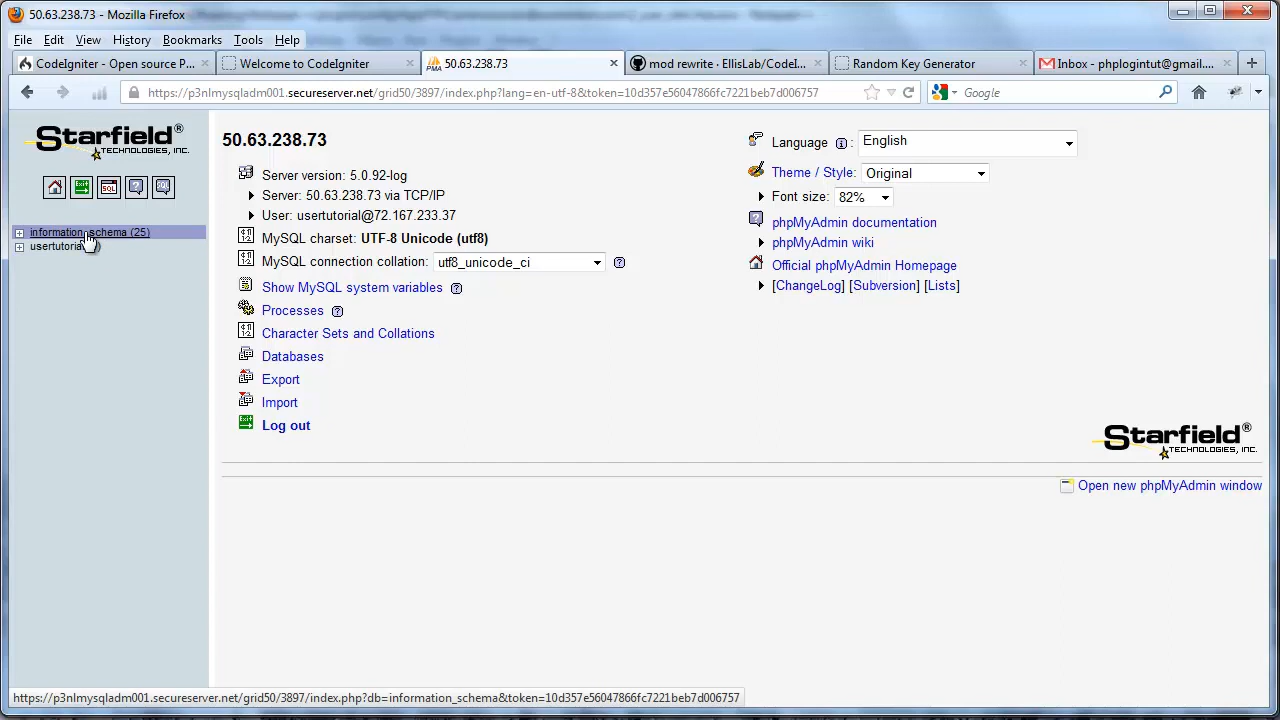 50.63.238.73 - Mozilla Firefox
File Edit View History Bookmarks Tools Help
CodeIgniter - Open source P... Welcome to CodeIgniter PMA 50.63.238.73 mod rewrite · EllisLab/CodeI... Random Key Generator Inbox - phplogintut@gmail....
https://p3nlmysqladm001.secureserver.net/grid50/3897/index.php?lang=en-utf-8&token=10d357e56047866fc7221beb7d006757 Google
Starfield®
TECHNOLOGIES, INC.
EXIT SQL ? SQL
information_schema (25)
usertutorial
50.63.238.73
Server version: 5.0.92-log
Server: 50.63.238.73 via TCP/IP
User: usertutorial@72.167.233.37
MySQL charset: UTF-8 Unicode (utf8)
MySQL connection collation: utf8_unicode_ci
Show MySQL system variables
Processes
Character Sets and Collations
Databases
Export
Import
Log out
Language : English
Theme / Style: Original
Font size: 82%
phpMyAdmin documentation
phpMyAdmin wiki
Official phpMyAdmin Homepage
[ChangeLog] [Subversion] [Lists]
Starfield®
TECHNOLOGIES, INC.
Open new phpMyAdmin window
https://p3nlmysqladm001.secureserver.net/grid50/3897/index.php?db=information_schema&token=10d357e56047866fc7221beb7d006757